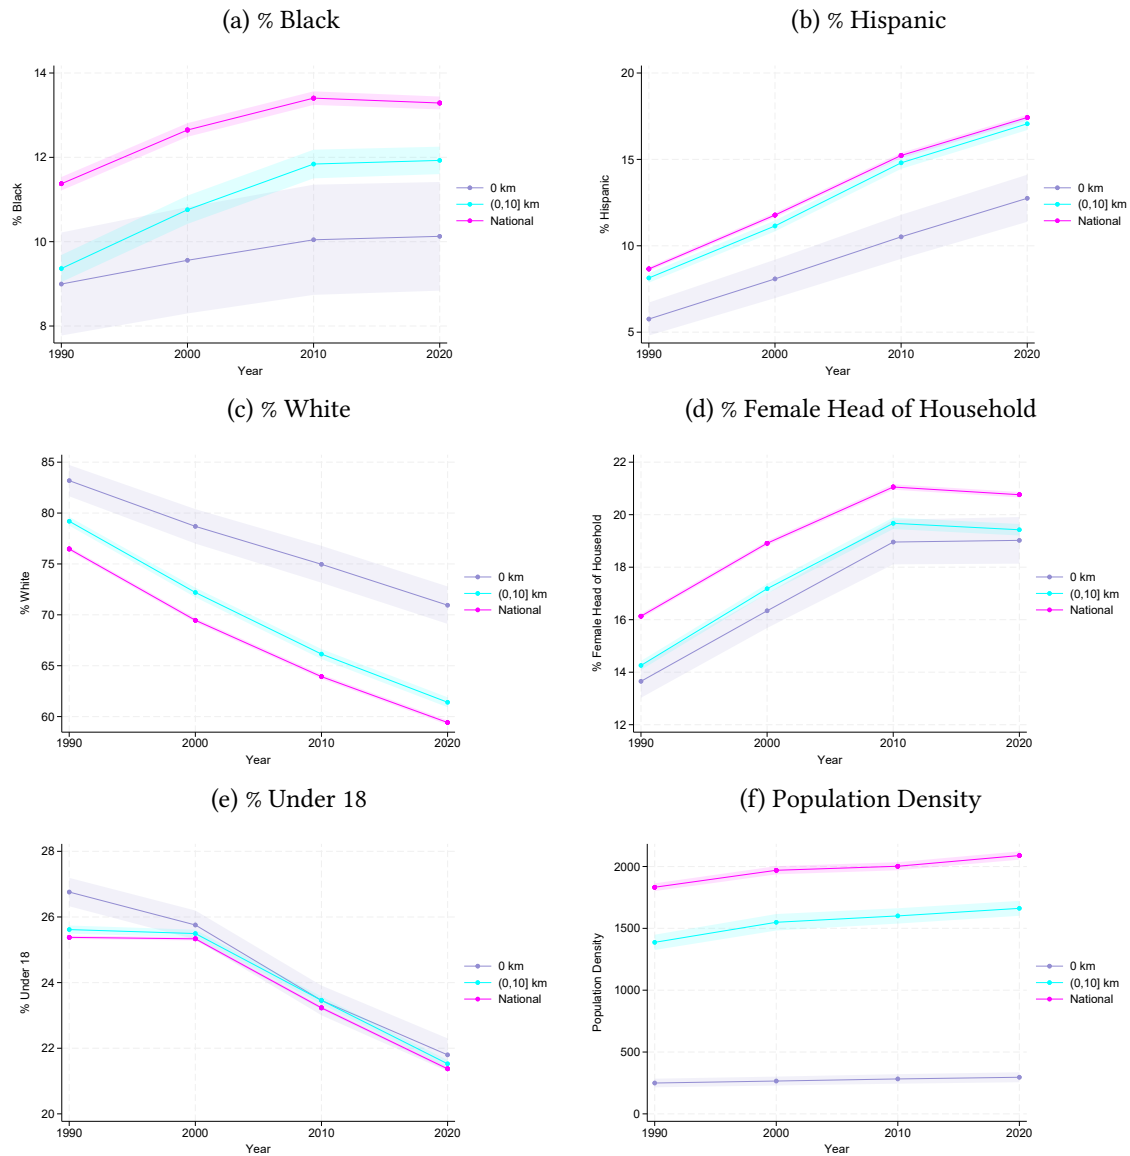 (a) % Black
14
12
10
8
% Black
1990
2000
2010
2020
Year
0 km
(0,10] km
National
(b) % Hispanic
20
15
10
5
% Hispanic
1990
2000
2010
2020
Year
0 km
(0,10] km
National
(c) % White
85
80
75
70
65
60
% White
1990
2000
2010
2020
Year
0 km
(0,10] km
National
(d) % Female Head of Household
22
20
18
16
14
12
% Female Head of Household
1990
2000
2010
2020
Year
0 km
(0,10] km
National
(e) % Under 18
28
26
24
22
20
% Under 18
1990
2000
2010
2020
Year
0 km
(0,10] km
National
(f) Population Density
2000
1500
1000
500
0
Population Density
1990
2000
2010
2020
Year
0 km
(0,10] km
National